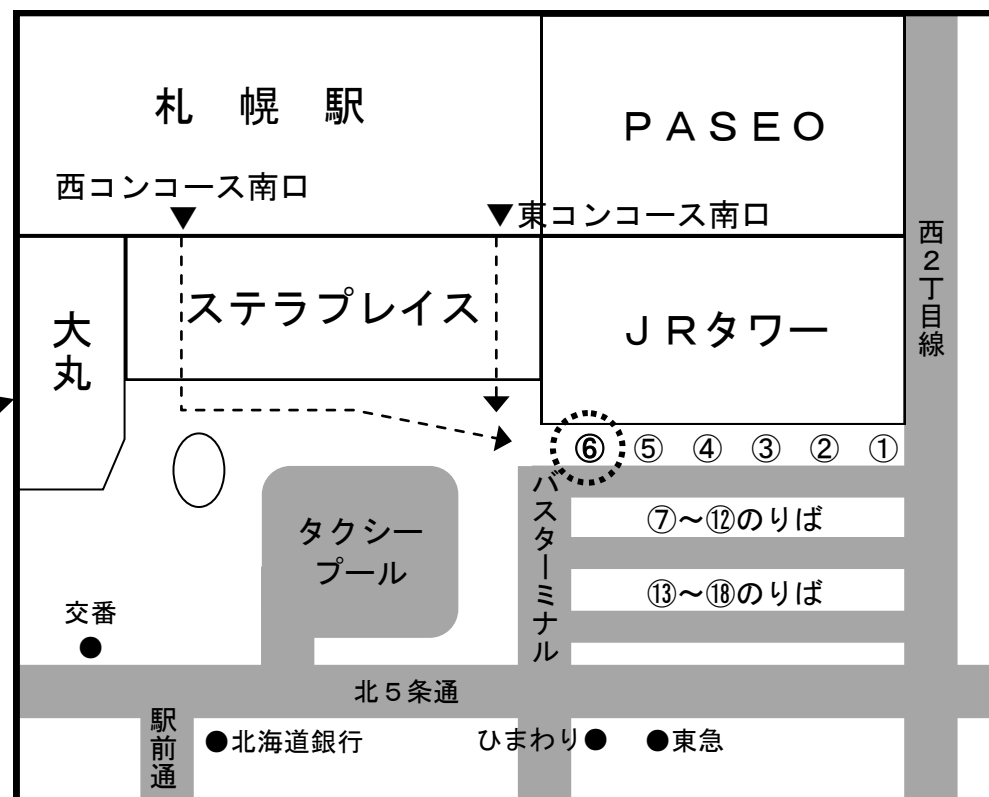 札幌駅
PASEO
西コンコース南口
▼東コンコース南口
西2丁目線
大丸
ステラプレイス
JRタワー
⑥ ⑤ ④ ③ ② ①
バスターミナル
⑦～⑫のりば
タクシー
プール
⑬～⑱のりば
交番
北5条通
駅前通
●北海道銀行
ひまわり●
●東急